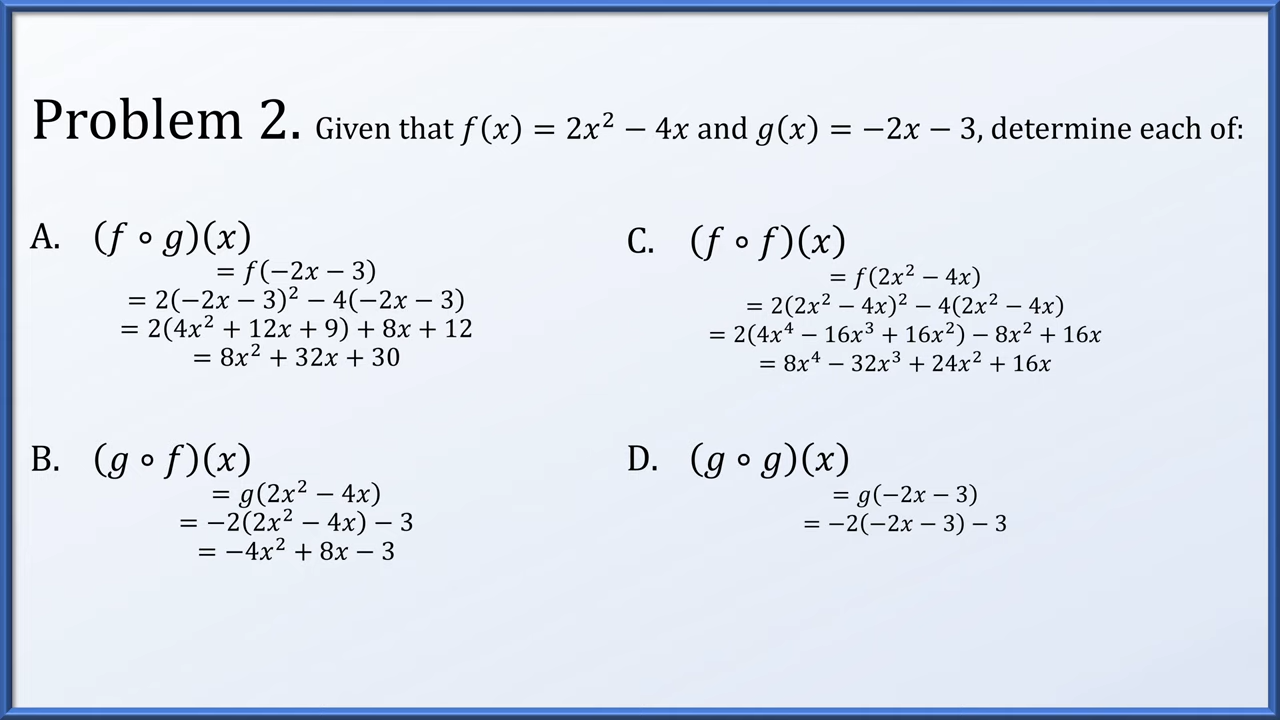 Problem 2. Given that f(x) = 2x² − 4x and g(x) = −2x − 3, determine each of:
A. (f ∘ g)(x)
= f(−2x − 3)
= 2(−2x − 3)² − 4(−2x − 3)
= 2(4x² + 12x + 9) + 8x + 12
= 8x² + 32x + 30
B. (g ∘ f)(x)
= g(2x² − 4x)
= −2(2x² − 4x) − 3
= −4x² + 8x − 3
C. (f ∘ f)(x)
= f(2x² − 4x)
= 2(2x² − 4x)² − 4(2x² − 4x)
= 2(4x⁴ − 16x³ + 16x²) − 8x² + 16x
= 8x⁴ − 32x³ + 24x² + 16x
D. (g ∘ g)(x)
= g(−2x − 3)
= −2(−2x − 3) − 3